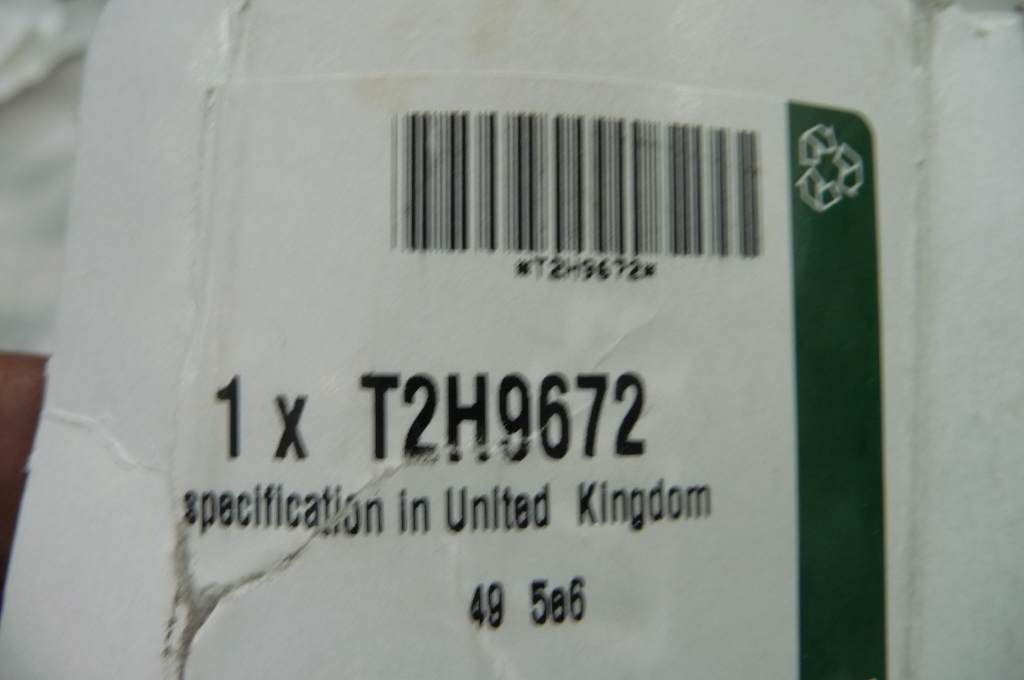 *T2H9672*
1 x T2H9672
specification in United Kingdom
49 5e6